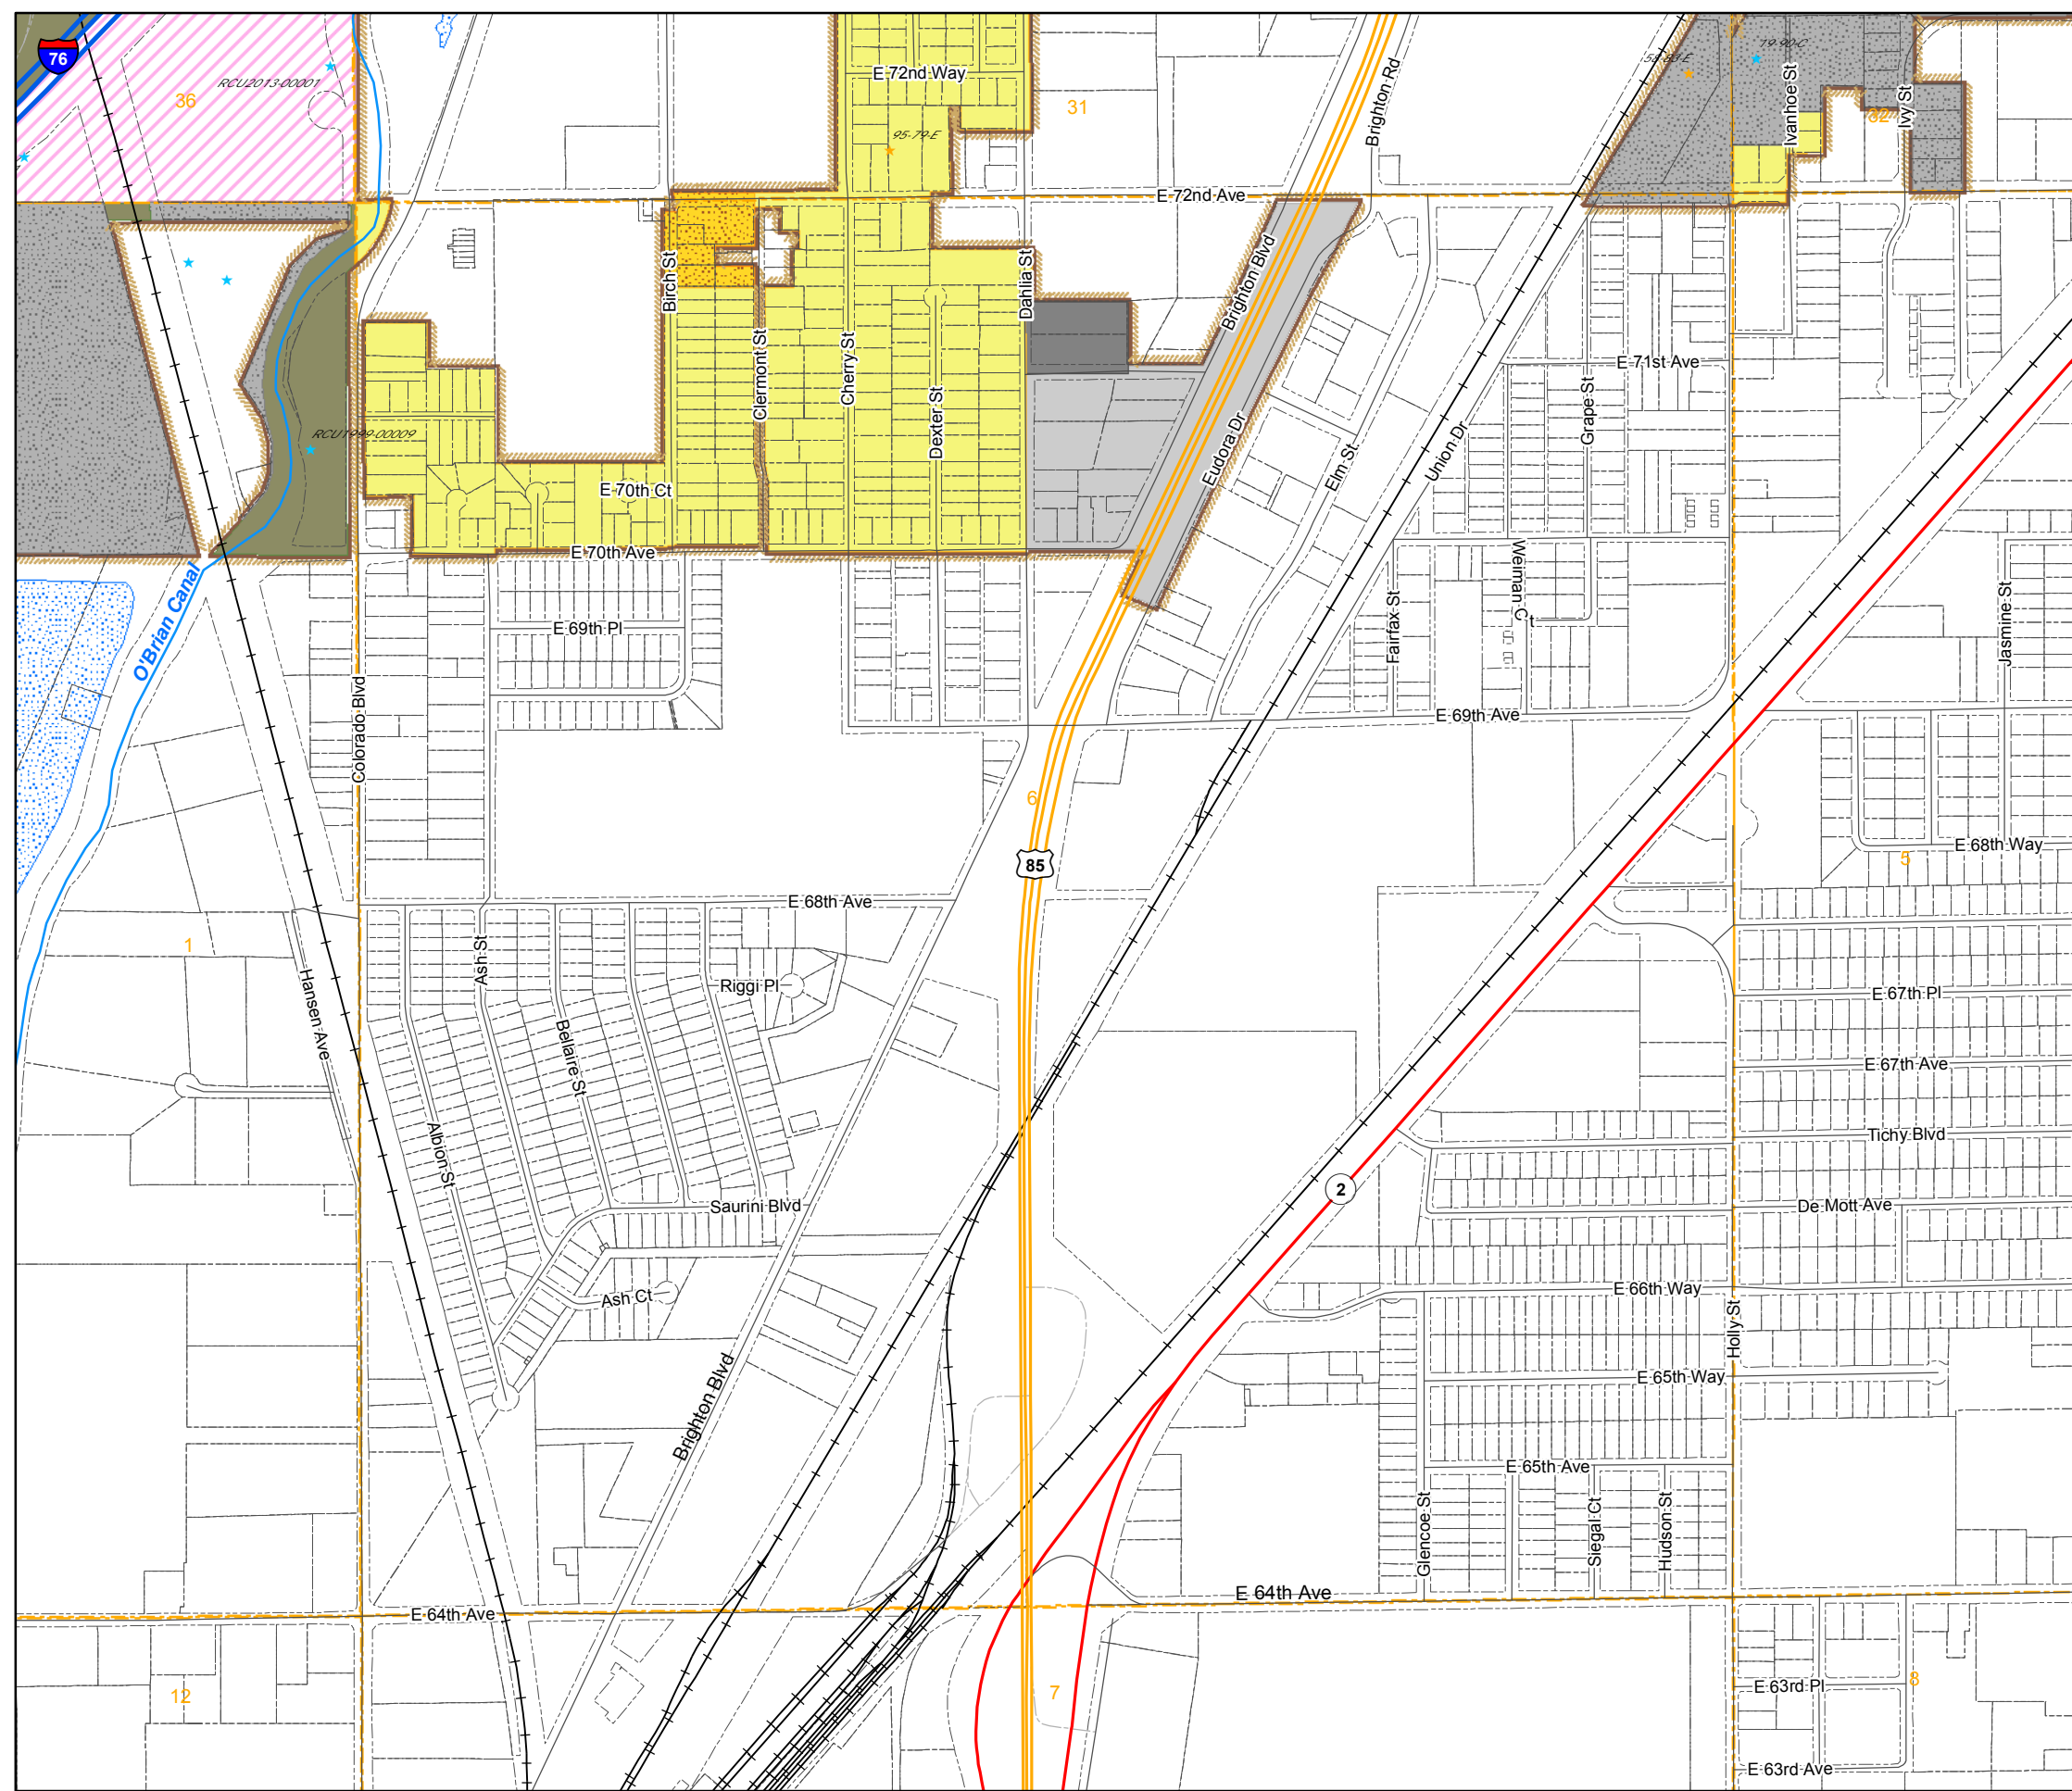 76
RCU2013-00001
36
E 72nd Way
31
95-79-E
Brighton Rd
19-90-C
Ivanhoe St
Ivy St
32
E 72nd Ave
Birch St
Dahlia St
Brighton Blvd
Clermont St
Cherry St
Dexter St
Eudora Dr
E 71st Ave
Grape St
RCU1999-00009
Elm St
Union Dr
E 70th Ct
E 70th Ave
O'Brian Canal
E 69th Pl
Fairfax St
Weiman Ct
Jasmine St
Colorado Blvd
E 69th Ave
6
85
E 68th Way
5
E 68th Ave
1
Ash St
Hansen Ave
Riggi Pl
E 67th Pl
Bellaire St
E 67th Ave
Albion St
Tichy Blvd
2
Saurini Blvd
De Mott Ave
Ash Ct
E 66th Way
Holly St
Brighton Blvd
E 65th Way
E 65th Ave
Glencoe St
Siegal Ct
Hudson St
E 64th Ave
E 64th Ave
12
7
E 63rd Pl
8
E 63rd Ave